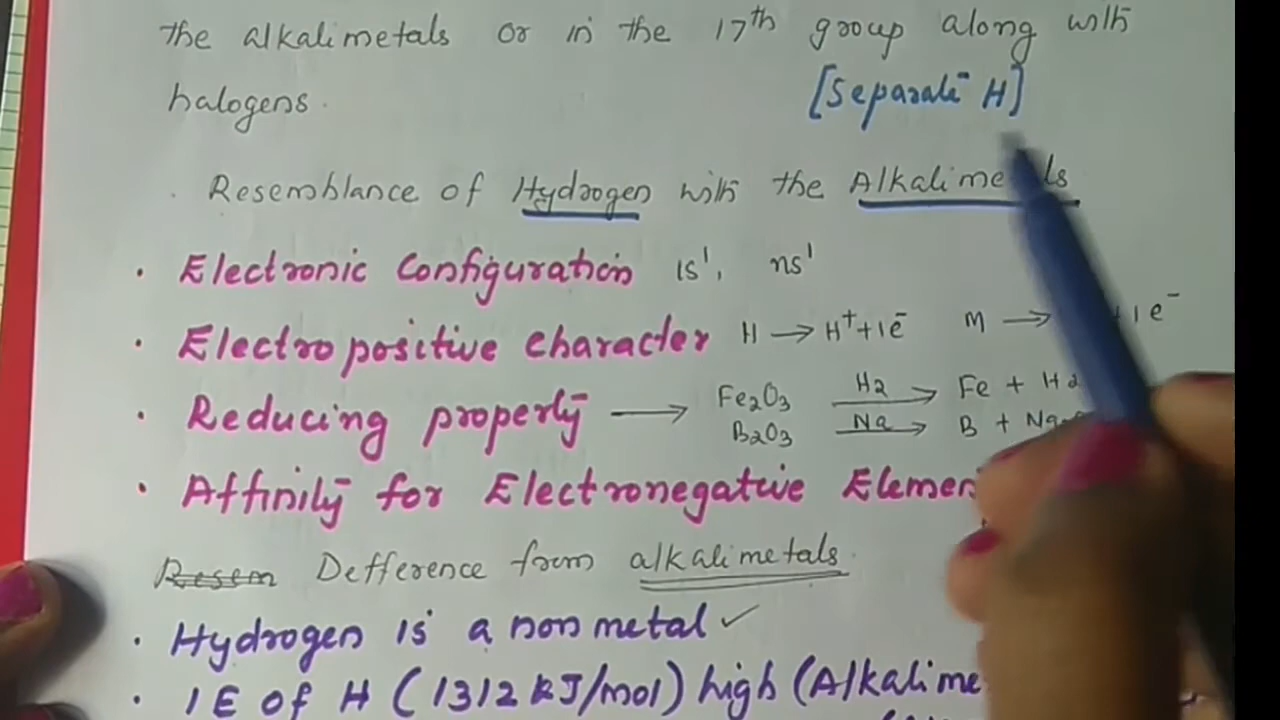 the alkalimetals or in the 17th group along with
halogens.
[Separate H]
Resemblance of Hydrogen with the Alkalime ls
· Electronic Configuration 1s¹, ns¹
· Electropositive character H → H⁺ + 1e⁻ M → + 1e⁻
· Reducing property → Fe₂O₃ H₂ → Fe + H₂
B₂O₃ Na → B + Na
· Affinity for Electronegative Elemen
Resem Defference from alkalimetals.
· Hydrogen is a non metal ✓
· IE of H (1312 kJ/mol) high (Alkalime